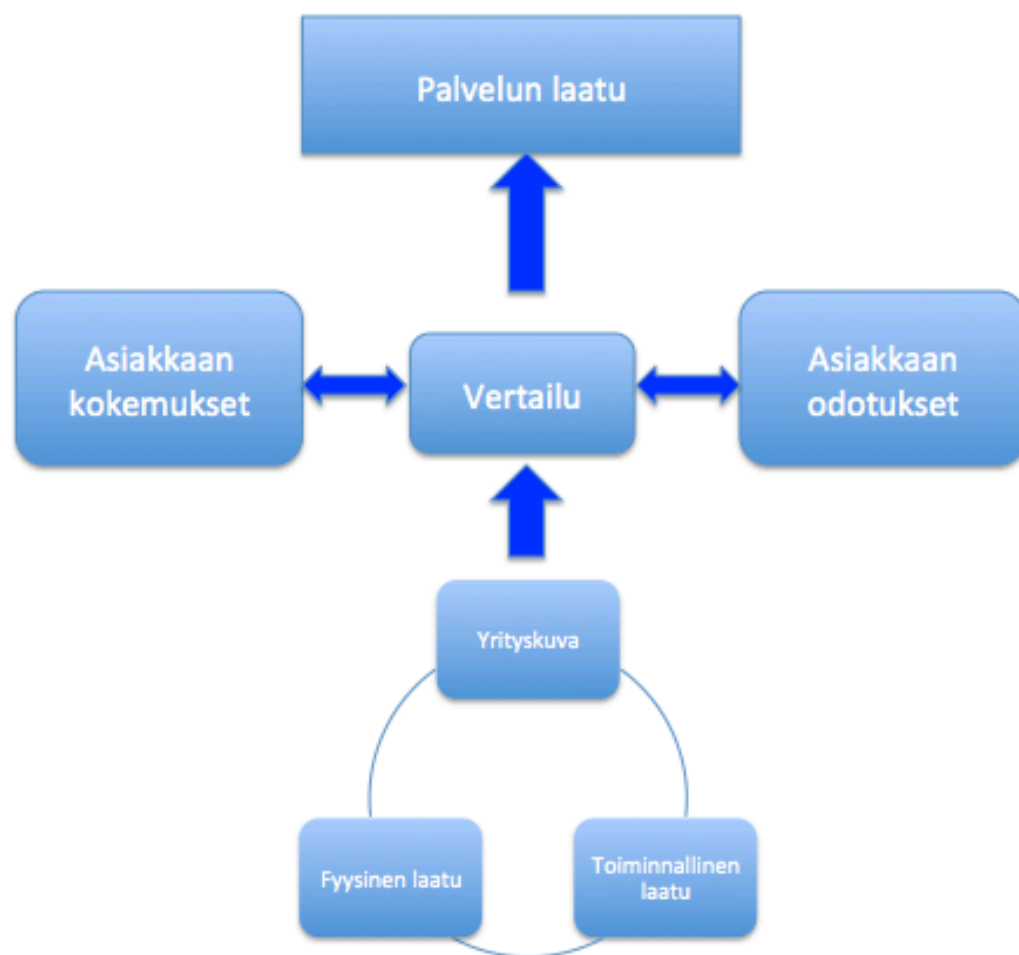 Palvelun laatu
Asiakkaan
kokemukset
Vertailu
Asiakkaan
odotukset
Yrityskuva
Fyysinen laatu
Toiminnallinen
laatu